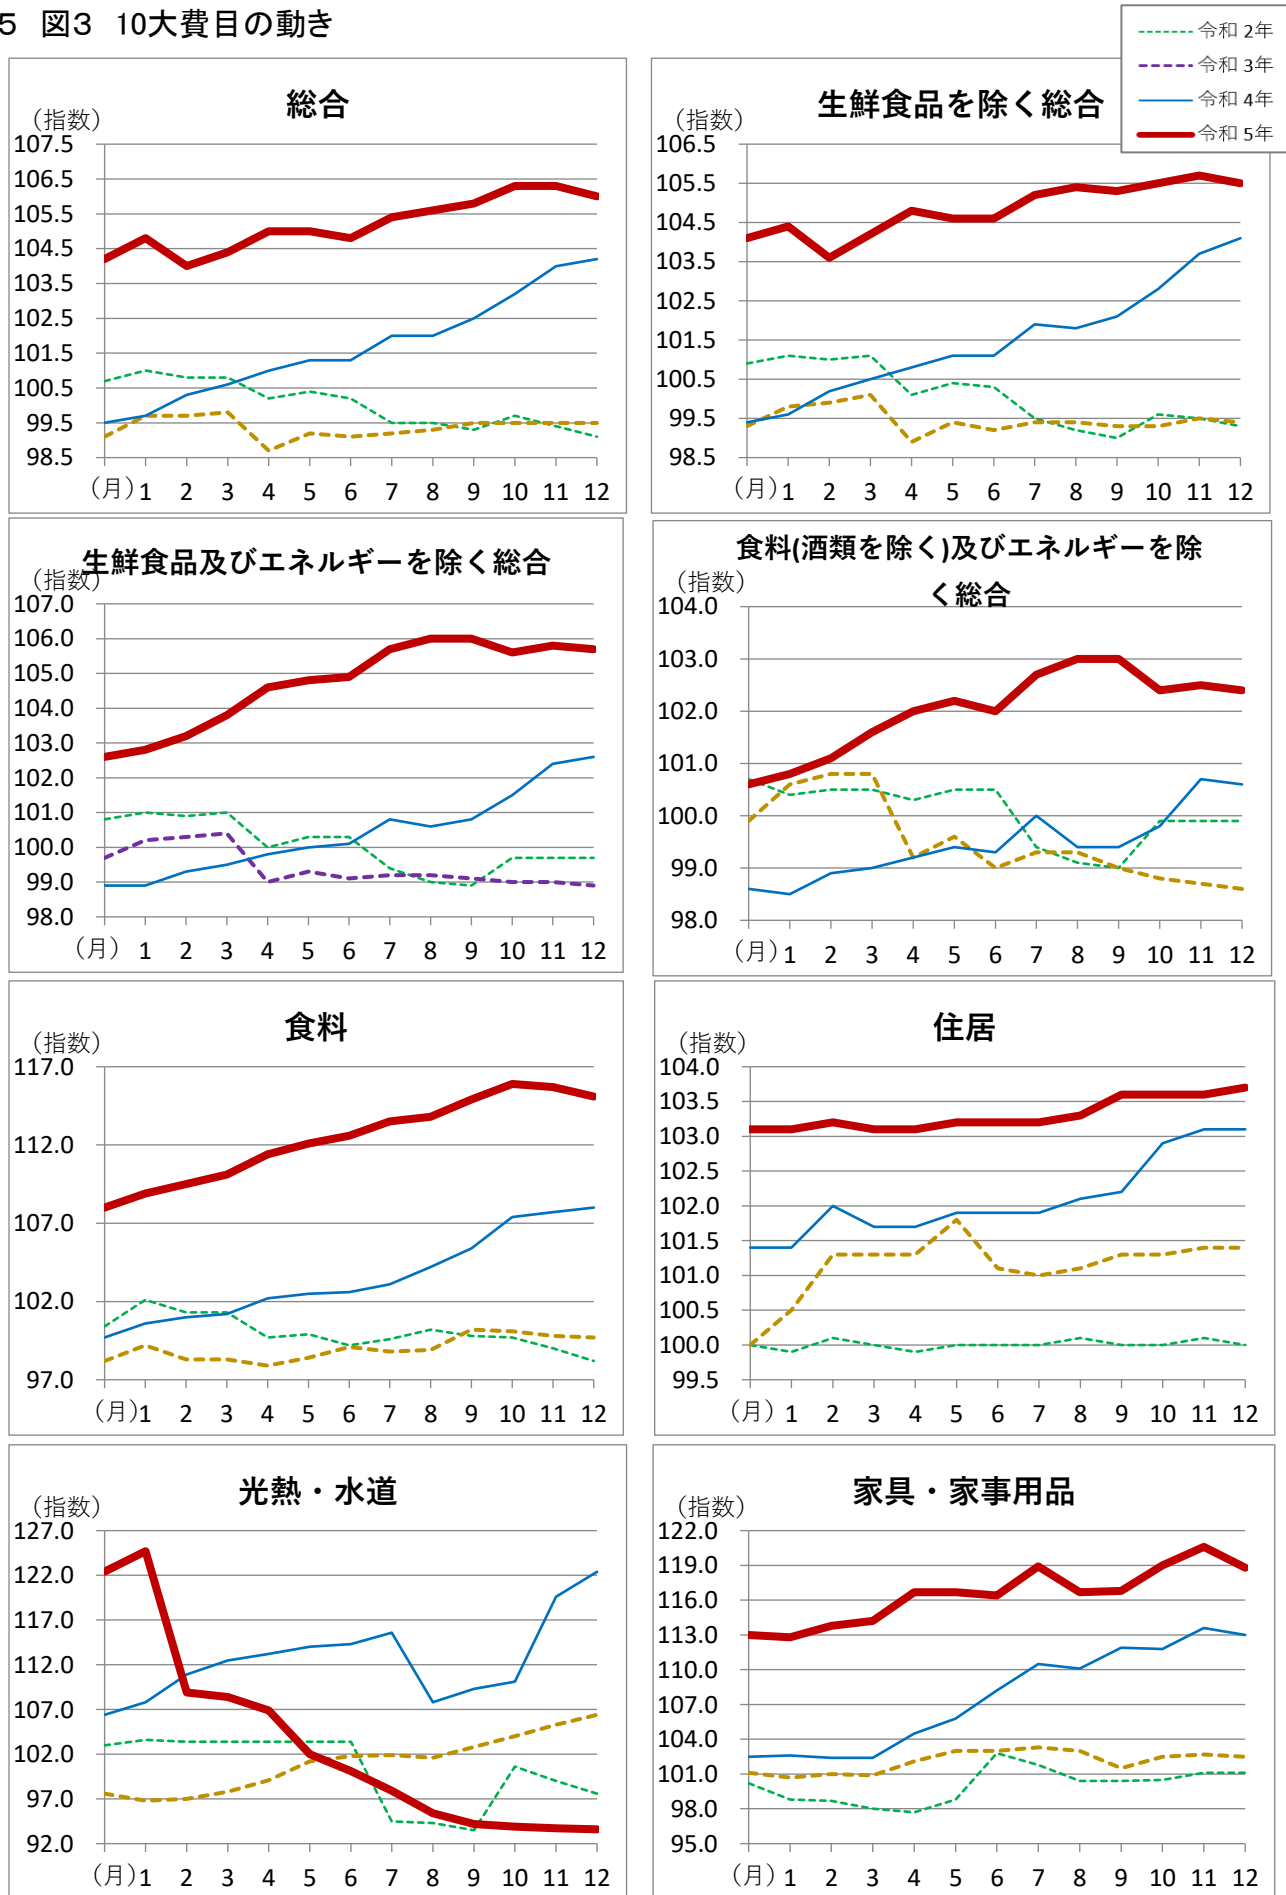 5 図3 10大費目の動き
令和 2年
令和 3年
令和 4年
令和 5年
総合
（指数）
107.5
106.5
105.5
104.5
103.5
102.5
101.5
100.5
99.5
98.5
（月） 1 2 3 4 5 6 7 8 9 10 11 12
生鮮食品を除く総合
（指数）
106.5
105.5
104.5
103.5
102.5
101.5
100.5
99.5
98.5
（月） 1 2 3 4 5 6 7 8 9 10 11 12
生鮮食品及びエネルギーを除く総合
（指数）
107.0
106.0
105.0
104.0
103.0
102.0
101.0
100.0
99.0
98.0
（月） 1 2 3 4 5 6 7 8 9 10 11 12
食料(酒類を除く)及びエネルギーを除
く総合
104.0
103.0
102.0
101.0
100.0
99.0
98.0
（月） 1 2 3 4 5 6 7 8 9 10 11 12
食料
（指数）
117.0
112.0
107.0
102.0
97.0
（月） 1 2 3 4 5 6 7 8 9 10 11 12
住居
（指数）
104.0
103.5
103.0
102.5
102.0
101.5
101.0
100.5
100.0
99.5
（月） 1 2 3 4 5 6 7 8 9 10 11 12
光熱・水道
（指数）
127.0
122.0
117.0
112.0
107.0
102.0
97.0
92.0
（月） 1 2 3 4 5 6 7 8 9 10 11 12
家具・家事用品
（指数）
122.0
119.0
116.0
113.0
110.0
107.0
104.0
101.0
98.0
95.0
（月） 1 2 3 4 5 6 7 8 9 10 11 12